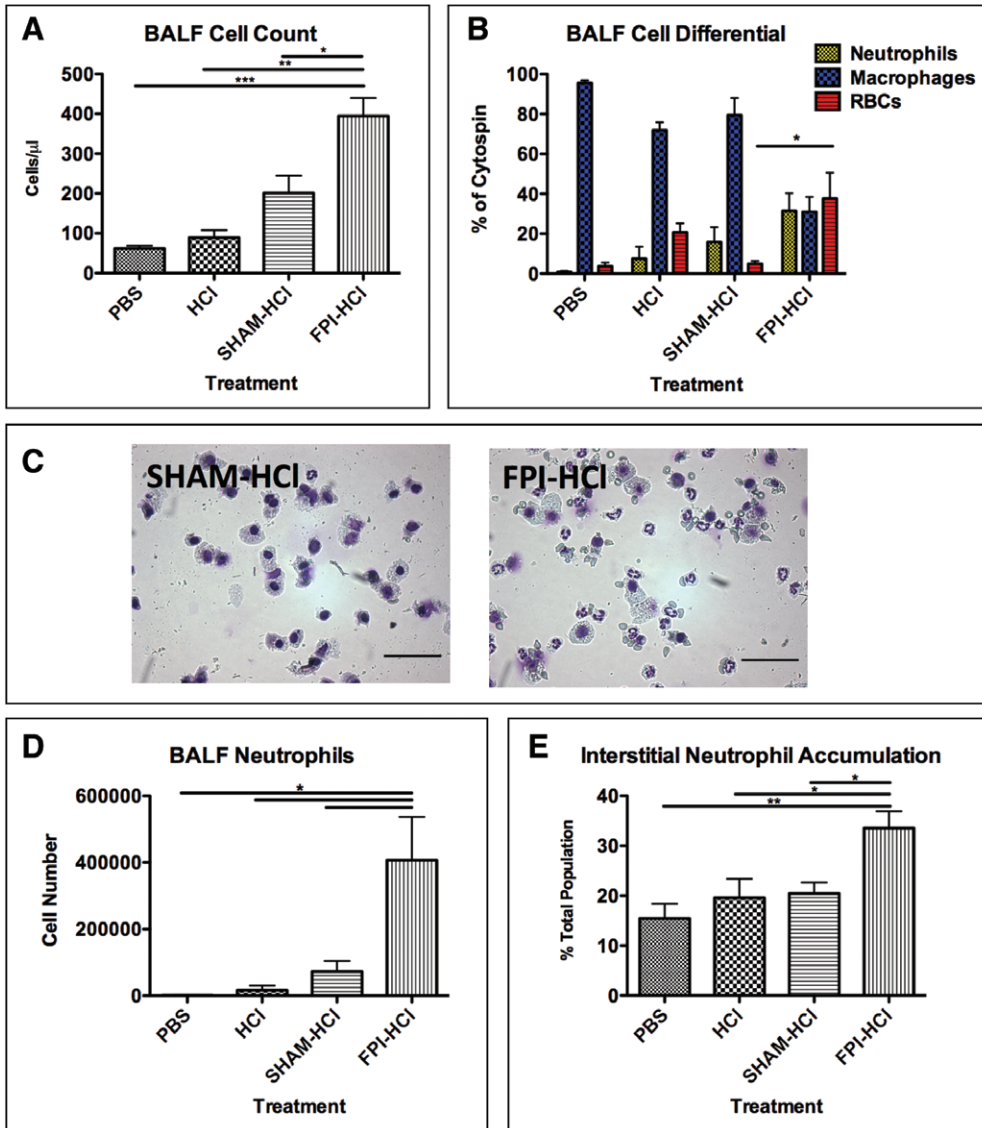 A
BALF Cell Count
*
**
***
500
400
300
200
100
0
Cells/µl
PBS
HCl
SHAM-HCl
FPI-HCl
Treatment
B
BALF Cell Differential
Neutrophils
Macrophages
RBCs
*
100
80
60
40
20
0
% of Cytospin
PBS
HCl
SHAM-HCl
FPI-HCl
Treatment
C
SHAM-HCl
FPI-HCl
D
BALF Neutrophils
*
600000
400000
200000
0
Cell Number
PBS
HCl
SHAM-HCl
FPI-HCl
Treatment
E
Interstitial Neutrophil Accumulation
*
*
**
40
30
20
10
0
% Total Population
PBS
HCl
SHAM-HCl
FPI-HCl
Treatment